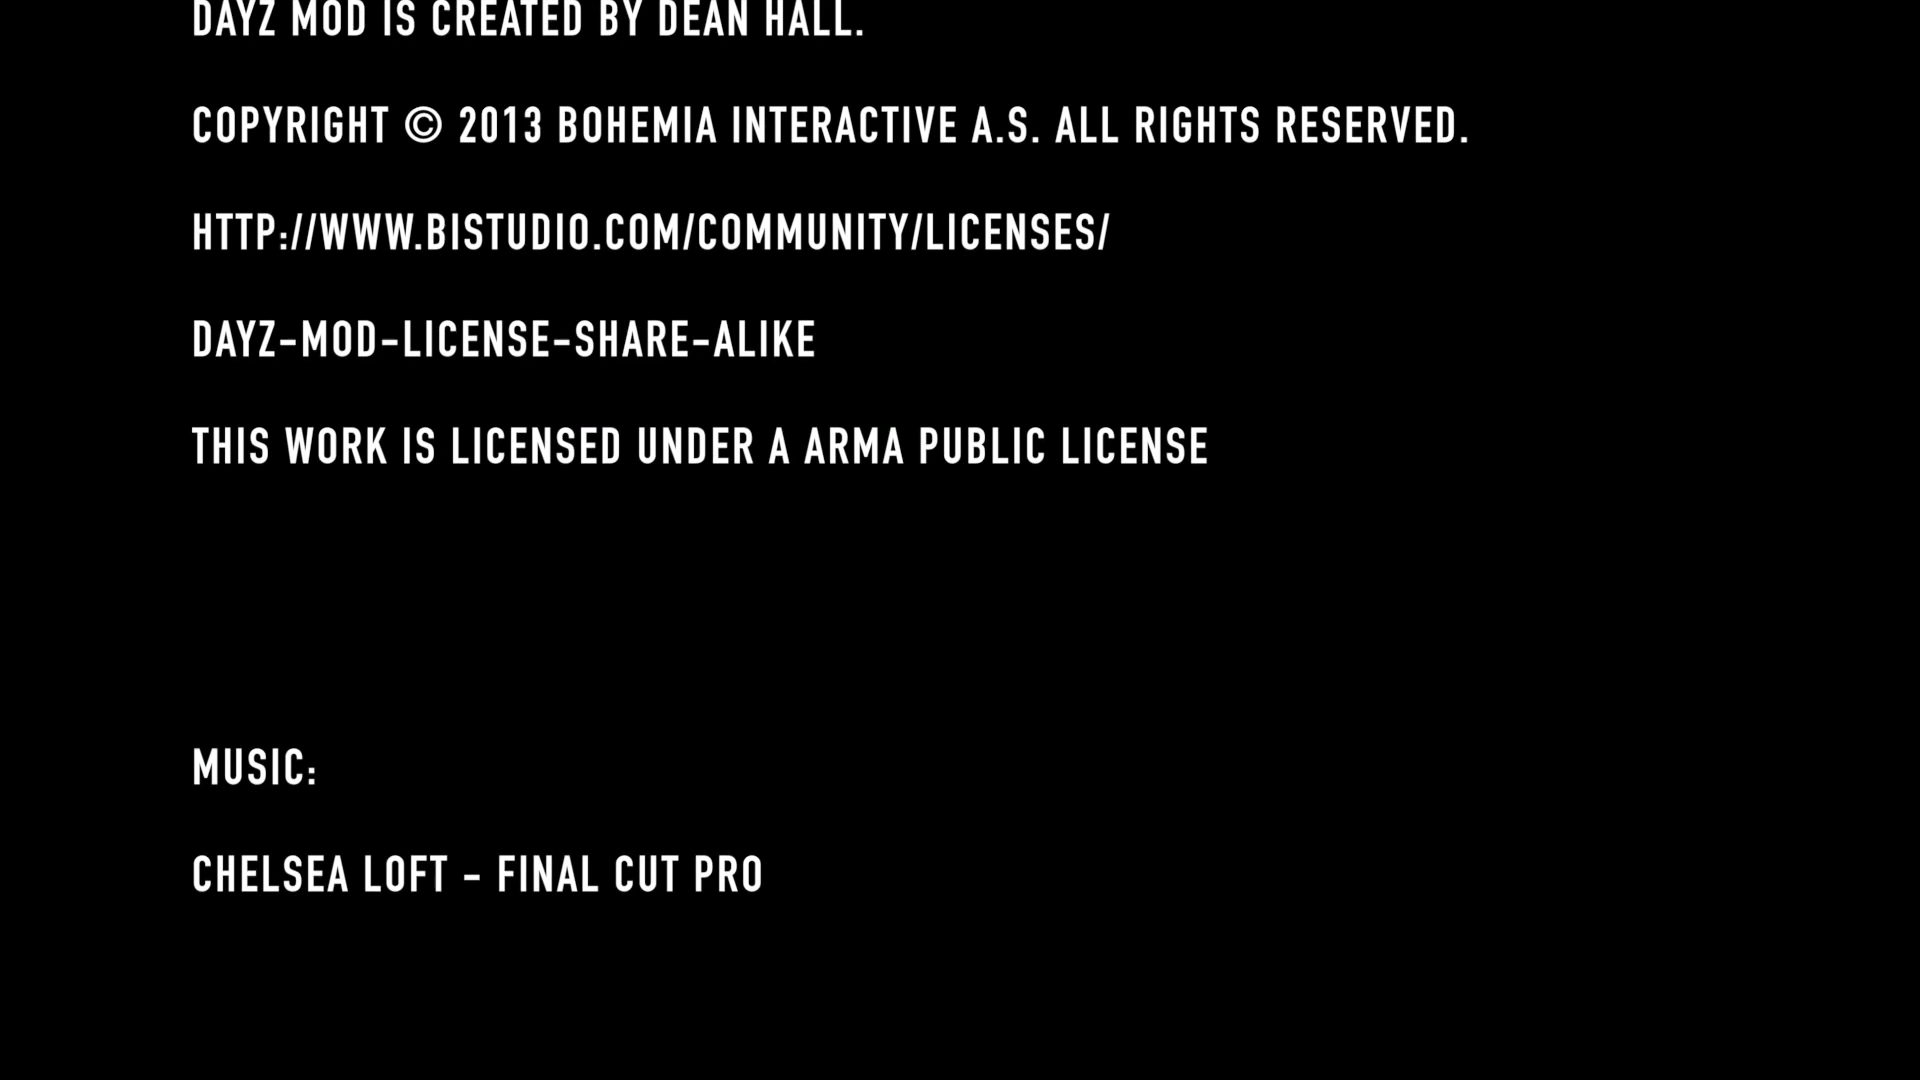 DAYZ MOD IS CREATED BY DEAN HALL.
COPYRIGHT © 2013 BOHEMIA INTERACTIVE A.S. ALL RIGHTS RESERVED.
HTTP://WWW.BISTUDIO.COM/COMMUNITY/LICENSES/
DAYZ-MOD-LICENSE-SHARE-ALIKE
THIS WORK IS LICENSED UNDER A ARMA PUBLIC LICENSE
MUSIC:
CHELSEA LOFT - FINAL CUT PRO